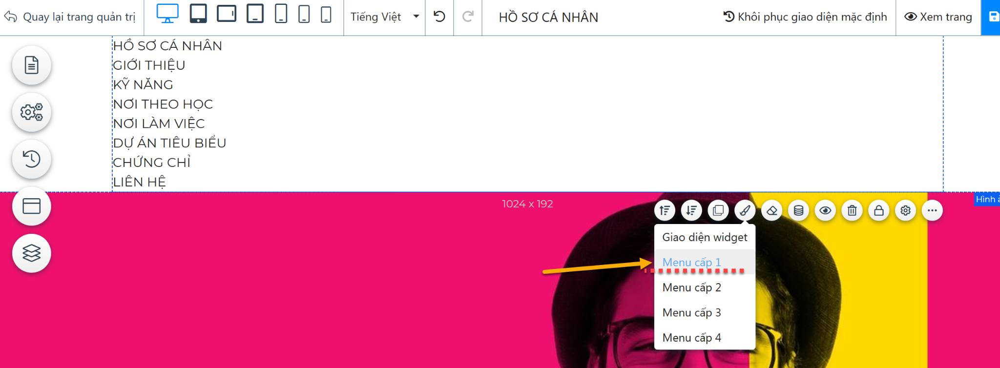 Quay lại trang quản trị
Tiếng Việt
HỒ SƠ CÁ NHÂN
Khôi phục giao diện mặc định
Xem trang
HỒ SƠ CÁ NHÂN
GIỚI THIỆU
KỸ NĂNG
NƠI THEO HỌC
NƠI LÀM VIỆC
DỰ ÁN TIÊU BIỂU
CHỨNG CHỈ
LIÊN HỆ
1024 x 192
Hình
Giao diện widget
Menu cấp 1
Menu cấp 2
Menu cấp 3
Menu cấp 4